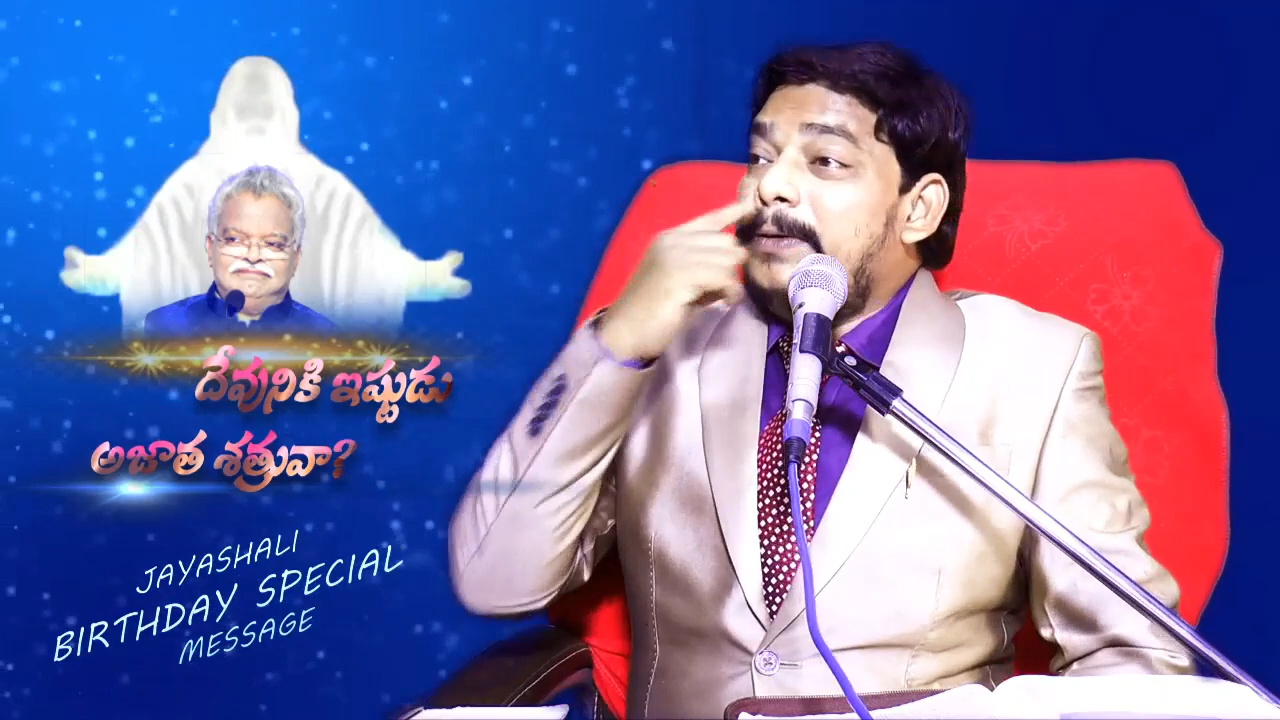 దేవునికి ఇష్టుడు
అజాత శత్రువా?
JAYASHALI
BIRTHDAY SPECIAL
MESSAGE